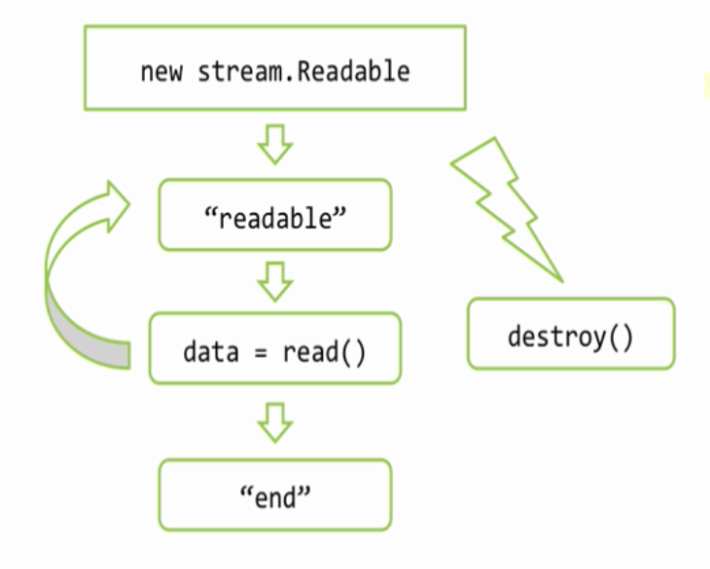 new stream.Readable
“readable”
data = read()
destroy()
“end”